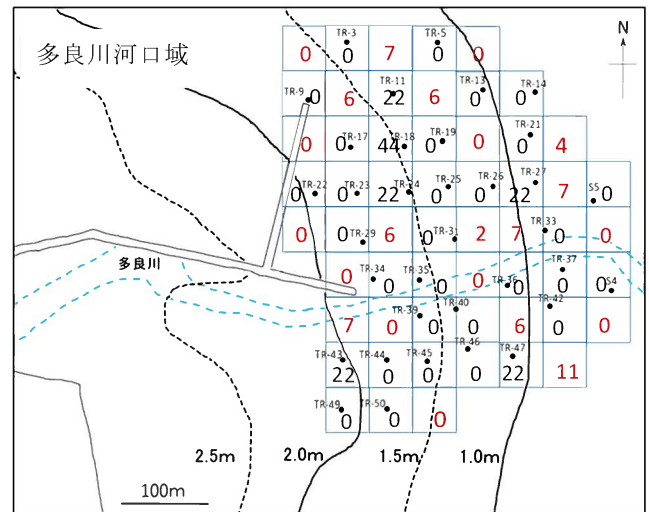 多良川河口域
N
TR-3 TR-5
0 0 7 0 0
TR-9 TR-11 TR-13 TR-14
0 6 22 6 0 0
TR-17 TR-18 TR-19 TR-21
0 0 44 0 0 0 4
TR-22 TR-23 TR-24 TR-25 TR-26 TR-27 S5
0 0 22 0 0 22 7 0
TR-29 TR-31 TR-33
0 0 6 0 2 7 0 0
多良川
TR-34 TR-35 TR-36 TR-37 S4
0 0 0 0 0 0 0
TR-39 TR-40 TR-42
7 0 0 0 6 0 0
TR-43 TR-44 TR-45 TR-46 TR-47
22 0 0 0 22 11
TR-49 TR-50
0 0 0
2.5m 2.0m 1.5m 1.0m
100m